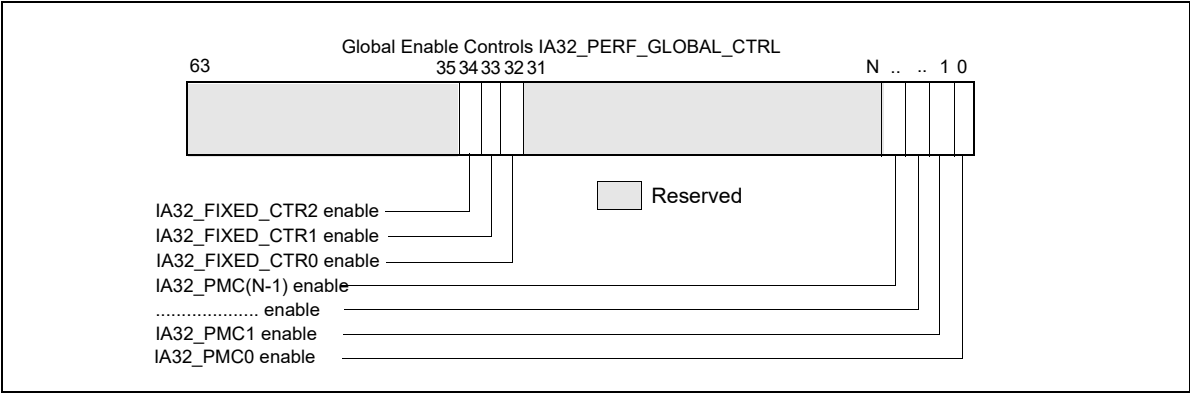 Global Enable Controls IA32_PERF_GLOBAL_CTRL
63 35 34 33 32 31 N .. .. 1 0
Reserved
IA32_FIXED_CTR2 enable
IA32_FIXED_CTR1 enable
IA32_FIXED_CTR0 enable
IA32_PMC(N-1) enable
.................... enable
IA32_PMC1 enable
IA32_PMC0 enable